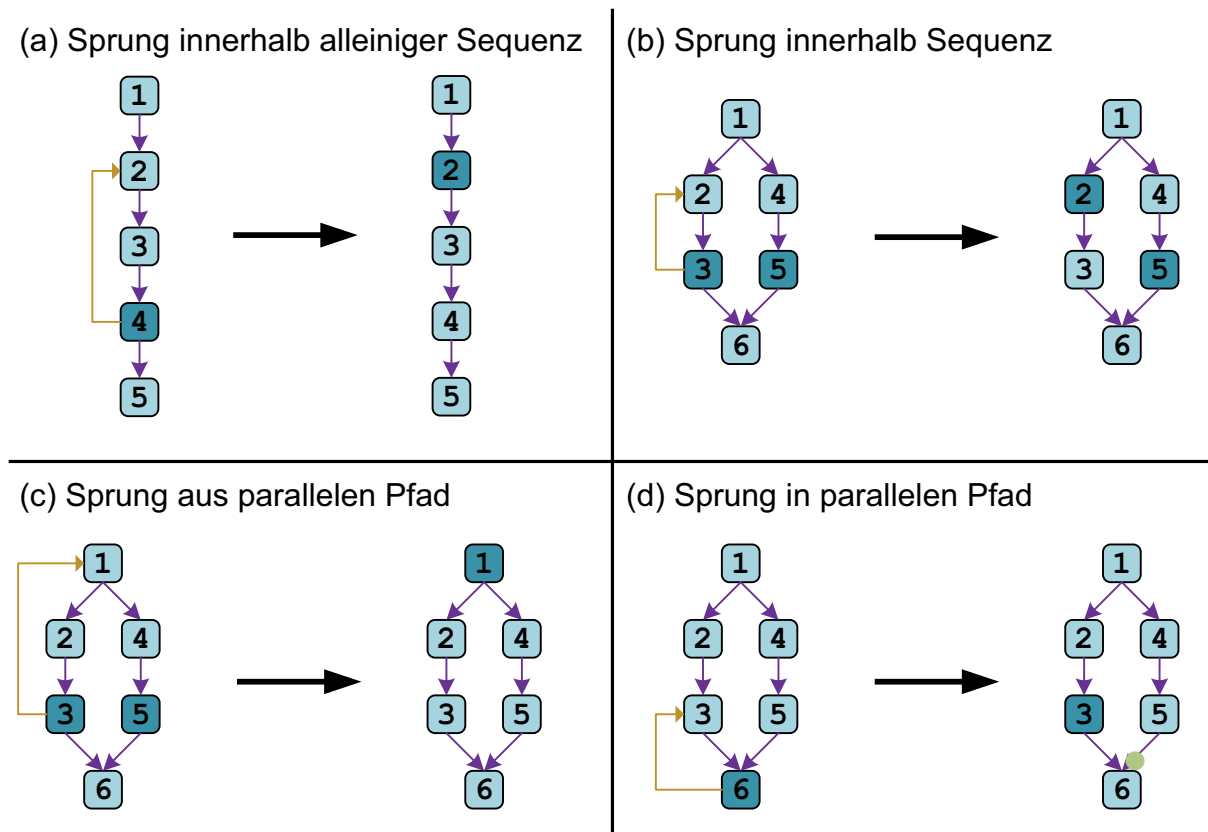 (a) Sprung innerhalb alleiniger Sequenz
1 1
2 2
3 3
4 4
5 5
(b) Sprung innerhalb Sequenz
1 1
2 4 2 4
3 5 3 5
6 6
(c) Sprung aus parallelen Pfad
1 1
2 4 2 4
3 5 3 5
6 6
(d) Sprung in parallelen Pfad
1 1
2 4 2 4
3 5 3 5
6 6